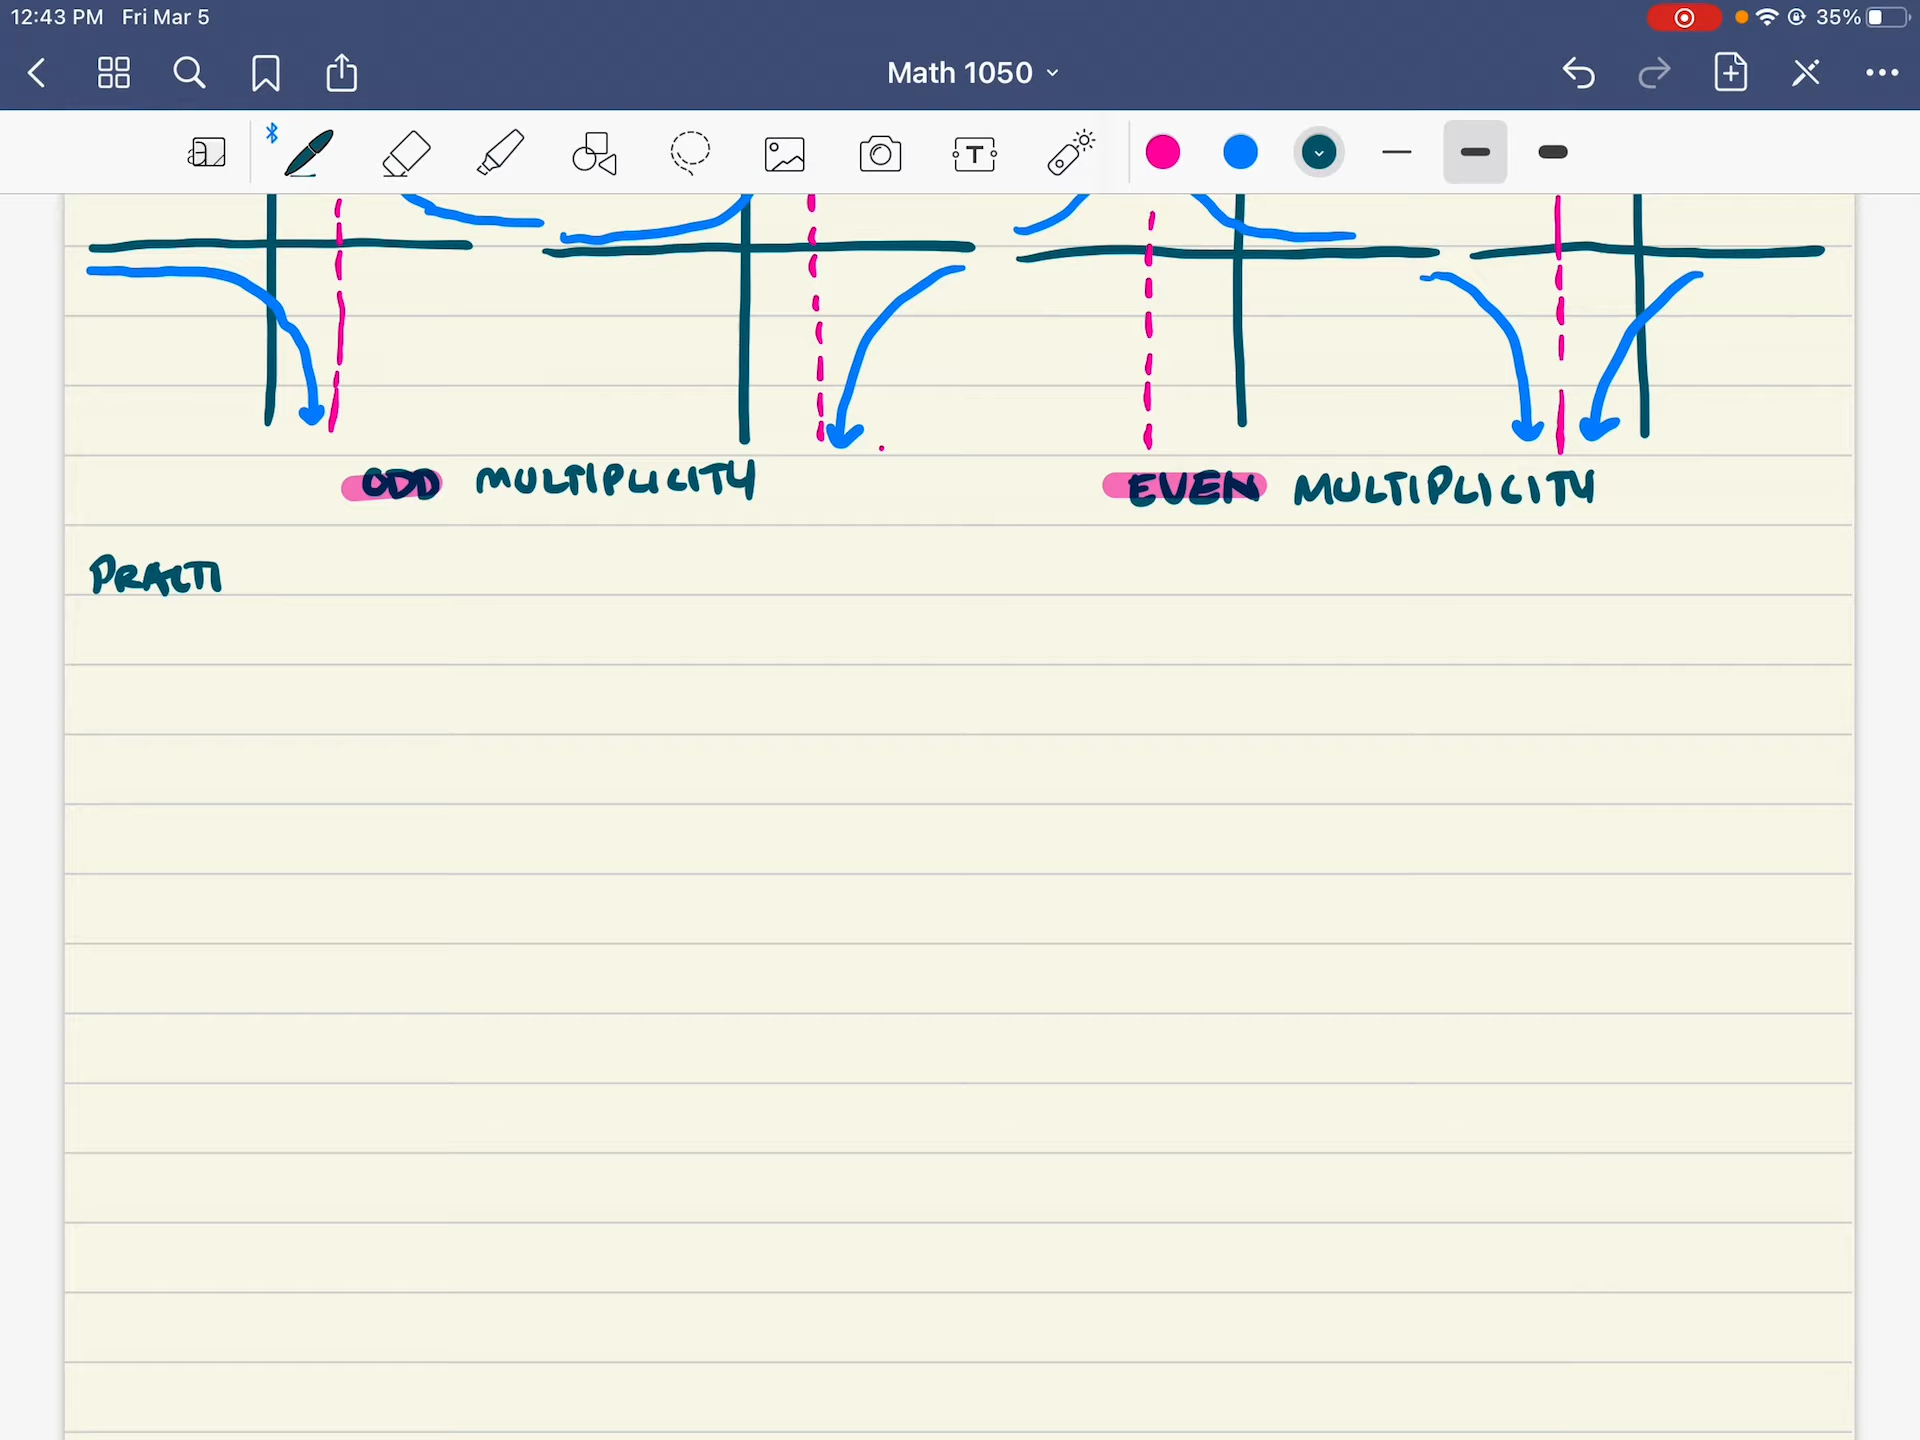 12:43 PM Fri Mar 5
35%
Math 1050
T
ODD MULTIPLICITY
EVEN MULTIPLICITY
PRACTI